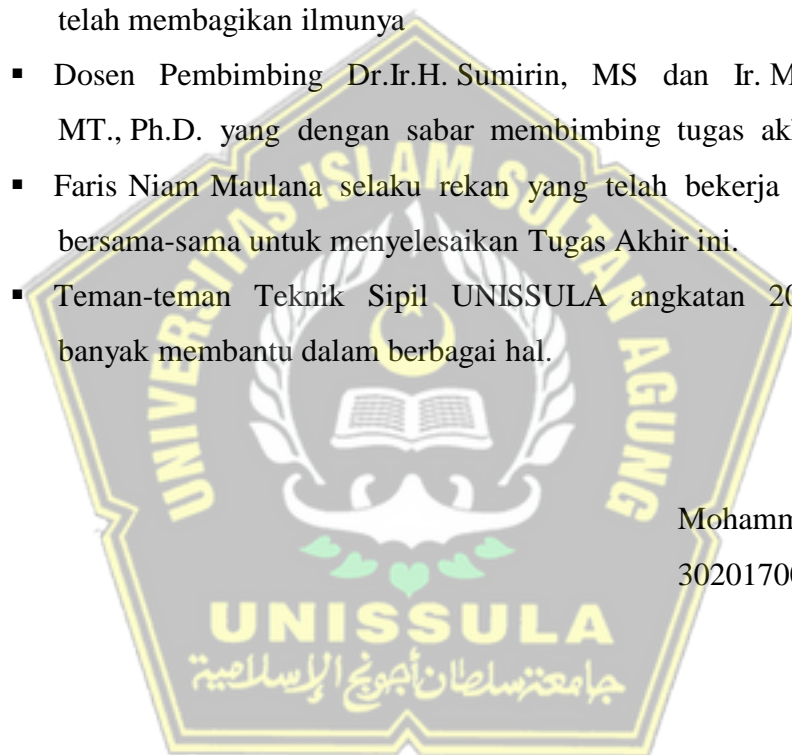 telah membagikan ilmunya
▪ Dosen Pembimbing Dr.Ir.H. Sumirin, MS dan Ir. M
MT., Ph.D. yang dengan sabar membimbing tugas ak
▪ Faris Niam Maulana selaku rekan yang telah bekerja
bersama-sama untuk menyelesaikan Tugas Akhir ini.
▪ Teman-teman Teknik Sipil UNISSULA angkatan 20
banyak membantu dalam berbagai hal.
Mohamm
30201700
UNIVERSITAS ISLAM SULTAN AGUNG
UNISSULA
جامعة سلطان أجونج الإسلامية